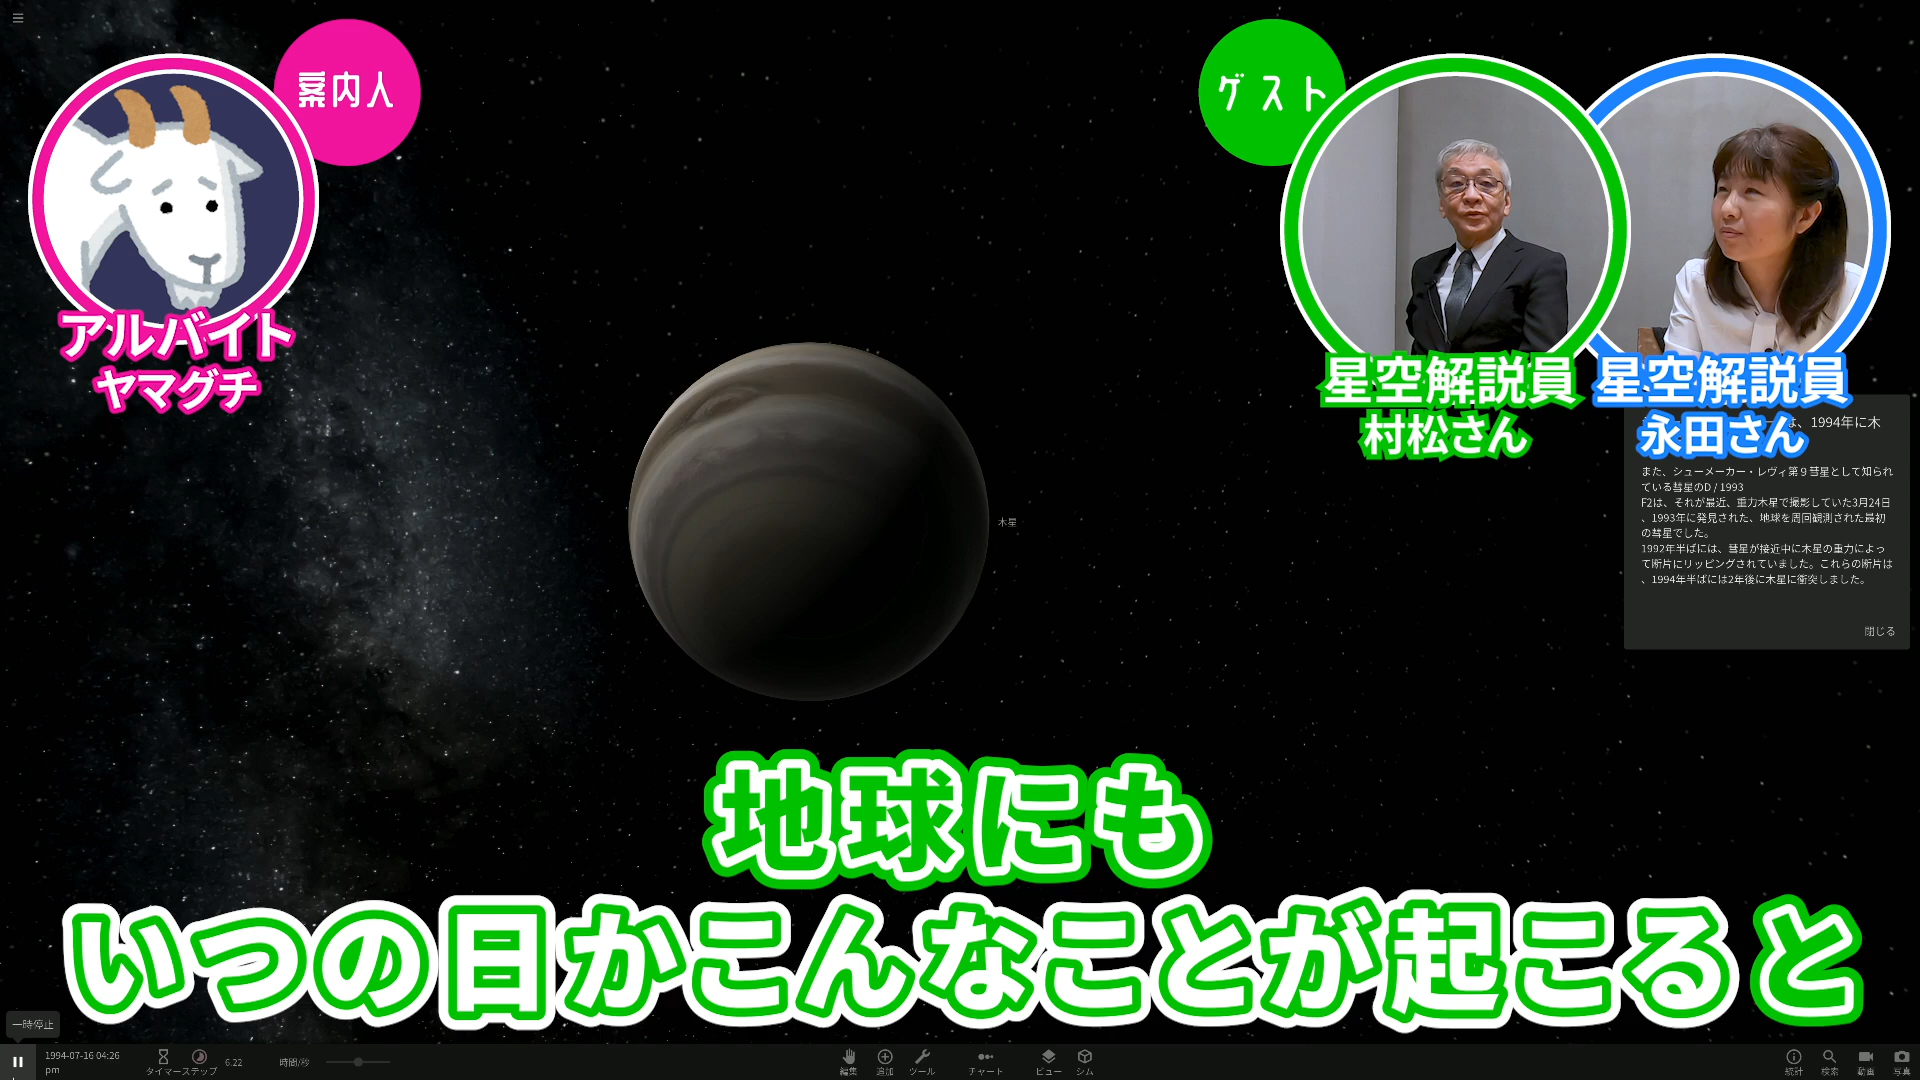 案内人
アルバイト
ヤマグチ
ゲスト
星空解説員
村松さん
星空解説員
永田さん
は、1994年に木
また、シューメーカー・レヴィ第９彗星として知られ
ている彗星のD / 1993
F2は、それが最近、重力木星で撮影していた3月24日
、1993年に発見された、地球を周回観測された最初
の彗星でした。
1992年半ばには、彗星が接近中に木星の重力によっ
て断片にリッピングされていました。これらの断片は
、1994年半ばには2年後に木星に衝突しました。
閉じる
木星
地球にも
いつの日かこんなことが起こると
一時停止
1994-07-16 04:26
pm
タイマーステップ
6.22
時間/秒
編集
追加
ツール
チャート
ビュー
シム
統計
検索
動画
写真